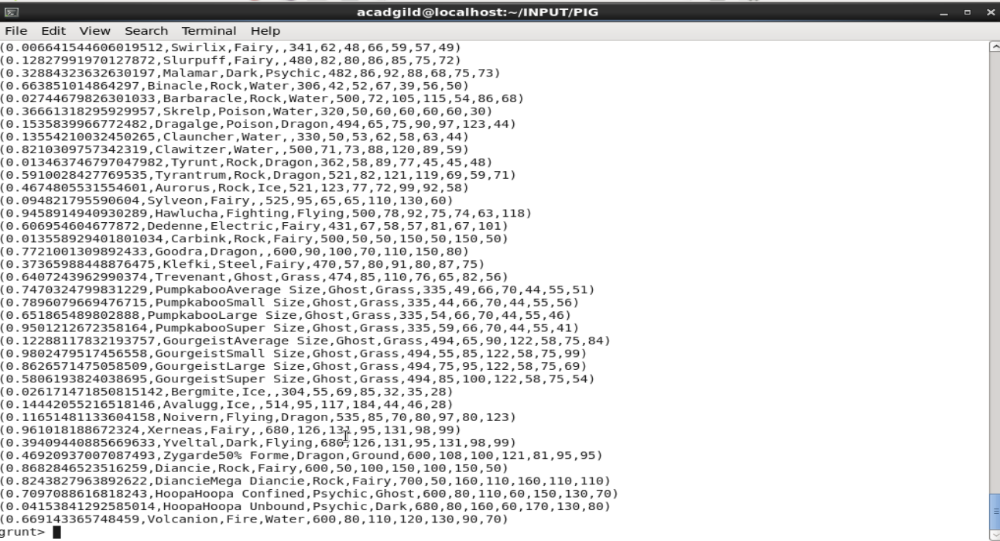 acadgild@localhost:~/INPUT/PIG
File Edit View Search Terminal Help
(0.006641544606019512,Swirlix,Fairy,,341,62,48,66,59,57,49)
(0.12827991970127872,Slurpuff,Fairy,,480,82,80,86,85,75,72)
(0.32884323632630197,Malamar,Dark,Psychic,482,86,92,88,68,75,73)
(0.663851014864297,Binacle,Rock,Water,306,42,52,67,39,56,50)
(0.02744679826301033,Barbaracle,Rock,Water,500,72,105,115,54,86,68)
(0.36661318295929957,Skrelp,Poison,Water,320,50,60,60,60,60,30)
(0.1535839966772482,Dragalge,Poison,Dragon,494,65,75,90,97,123,44)
(0.13554210032450265,Clauncher,Water,,330,50,53,62,58,63,44)
(0.8210309757342319,Clawitzer,Water,,500,71,73,88,120,89,59)
(0.013463746797047982,Tyrunt,Rock,Dragon,362,58,89,77,45,45,48)
(0.5910028427769535,Tyrantrum,Rock,Dragon,521,82,121,119,69,59,71)
(0.4674805531554601,Aurorus,Rock,Ice,521,123,77,72,99,92,58)
(0.094821795590604,Sylveon,Fairy,,525,95,65,65,110,130,60)
(0.9458914940930289,Hawlucha,Fighting,Flying,500,78,92,75,74,63,118)
(0.606954604677872,Dedenne,Electric,Fairy,431,67,58,57,81,67,101)
(0.013558929401801034,Carbink,Rock,Fairy,500,50,50,150,50,150,50)
(0.7721001309892433,Goodra,Dragon,,600,90,100,70,110,150,80)
(0.37365988448876475,Klefki,Steel,Fairy,470,57,80,91,80,87,75)
(0.6407243962990374,Trevenant,Ghost,Grass,474,85,110,76,65,82,56)
(0.7470324799831229,PumpkabooAverage Size,Ghost,Grass,335,49,66,70,44,55,51)
(0.7896079669476715,PumpkabooSmall Size,Ghost,Grass,335,44,66,70,44,55,56)
(0.651865489802888,PumpkabooLarge Size,Ghost,Grass,335,54,66,70,44,55,46)
(0.9501212672358164,PumpkabooSuper Size,Ghost,Grass,335,59,66,70,44,55,41)
(0.12288117832193757,GourgeistAverage Size,Ghost,Grass,494,65,90,122,58,75,84)
(0.9802479517456558,GourgeistSmall Size,Ghost,Grass,494,55,85,122,58,75,99)
(0.8626571475058509,GourgeistLarge Size,Ghost,Grass,494,75,95,122,58,75,69)
(0.5806193824038695,GourgeistSuper Size,Ghost,Grass,494,85,100,122,58,75,54)
(0.026171471850815142,Bergmite,Ice,,304,55,69,85,32,35,28)
(0.14442055216518146,Avalugg,Ice,,514,95,117,184,44,46,28)
(0.11651481133604158,Noivern,Flying,Dragon,535,85,70,80,97,80,123)
(0.961018188672324,Xerneas,Fairy,,680,126,131,95,131,98,99)
(0.39409440885669633,Yveltal,Dark,Flying,680,126,131,95,131,98,99)
(0.46920937007087493,Zygarde50% Forme,Dragon,Ground,600,108,100,121,81,95,95)
(0.8682846523516259,Diancie,Rock,Fairy,600,50,100,150,100,150,50)
(0.8243827963892622,DiancieMega Diancie,Rock,Fairy,700,50,160,110,160,110,110)
(0.7097088616818243,HoopaHoopa Confined,Psychic,Ghost,600,80,110,60,150,130,70)
(0.04153841292585014,HoopaHoopa Unbound,Psychic,Dark,680,80,160,60,170,130,80)
(0.669143365748459,Volcanion,Fire,Water,600,80,110,120,130,90,70)
grunt>